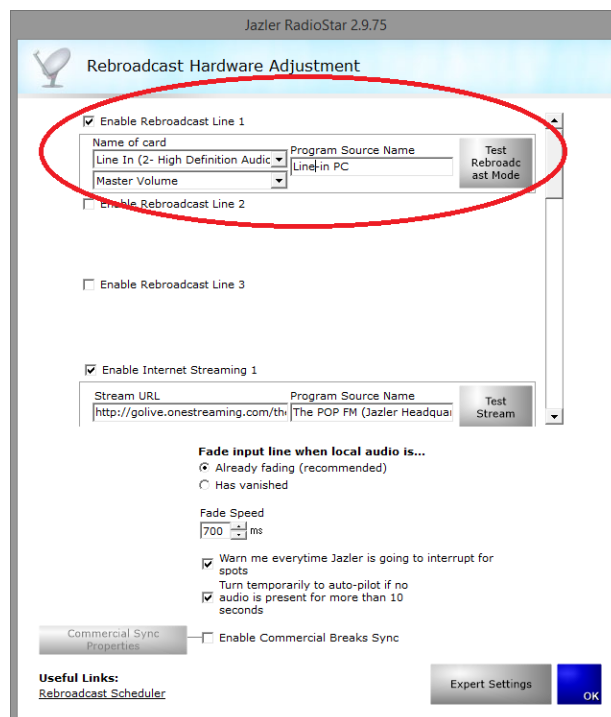 Jazler RadioStar 2.9.75
Rebroadcast Hardware Adjustment
Enable Rebroadcast Line 1
Name of card
Program Source Name
Line In (2- High Definition Audic
Line-in PC
Master Volume
Test
Rebroadc
ast Mode
Enable Rebroadcast Line 2
Enable Rebroadcast Line 3
Enable Internet Streaming 1
Stream URL
Program Source Name
http://golive.onestreaming.com/the
The POP FM (Jazler Headquar
Test
Stream
Fade input line when local audio is...
Already fading (recommended)
Has vanished
Fade Speed
700 ms
Warn me everytime Jazler is going to interrupt for
spots
Turn temporarily to auto-pilot if no
audio is present for more than 10
seconds
Commercial Sync
Properties
Enable Commercial Breaks Sync
Useful Links:
Rebroadcast Scheduler
Expert Settings
OK